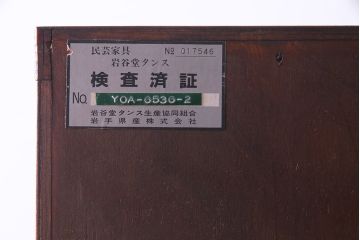 民芸家具 No 017546
岩谷堂タンス
検査済証
No. YOA-6536-2
岩谷堂タンス生産協同組合
岩手県産株式会社